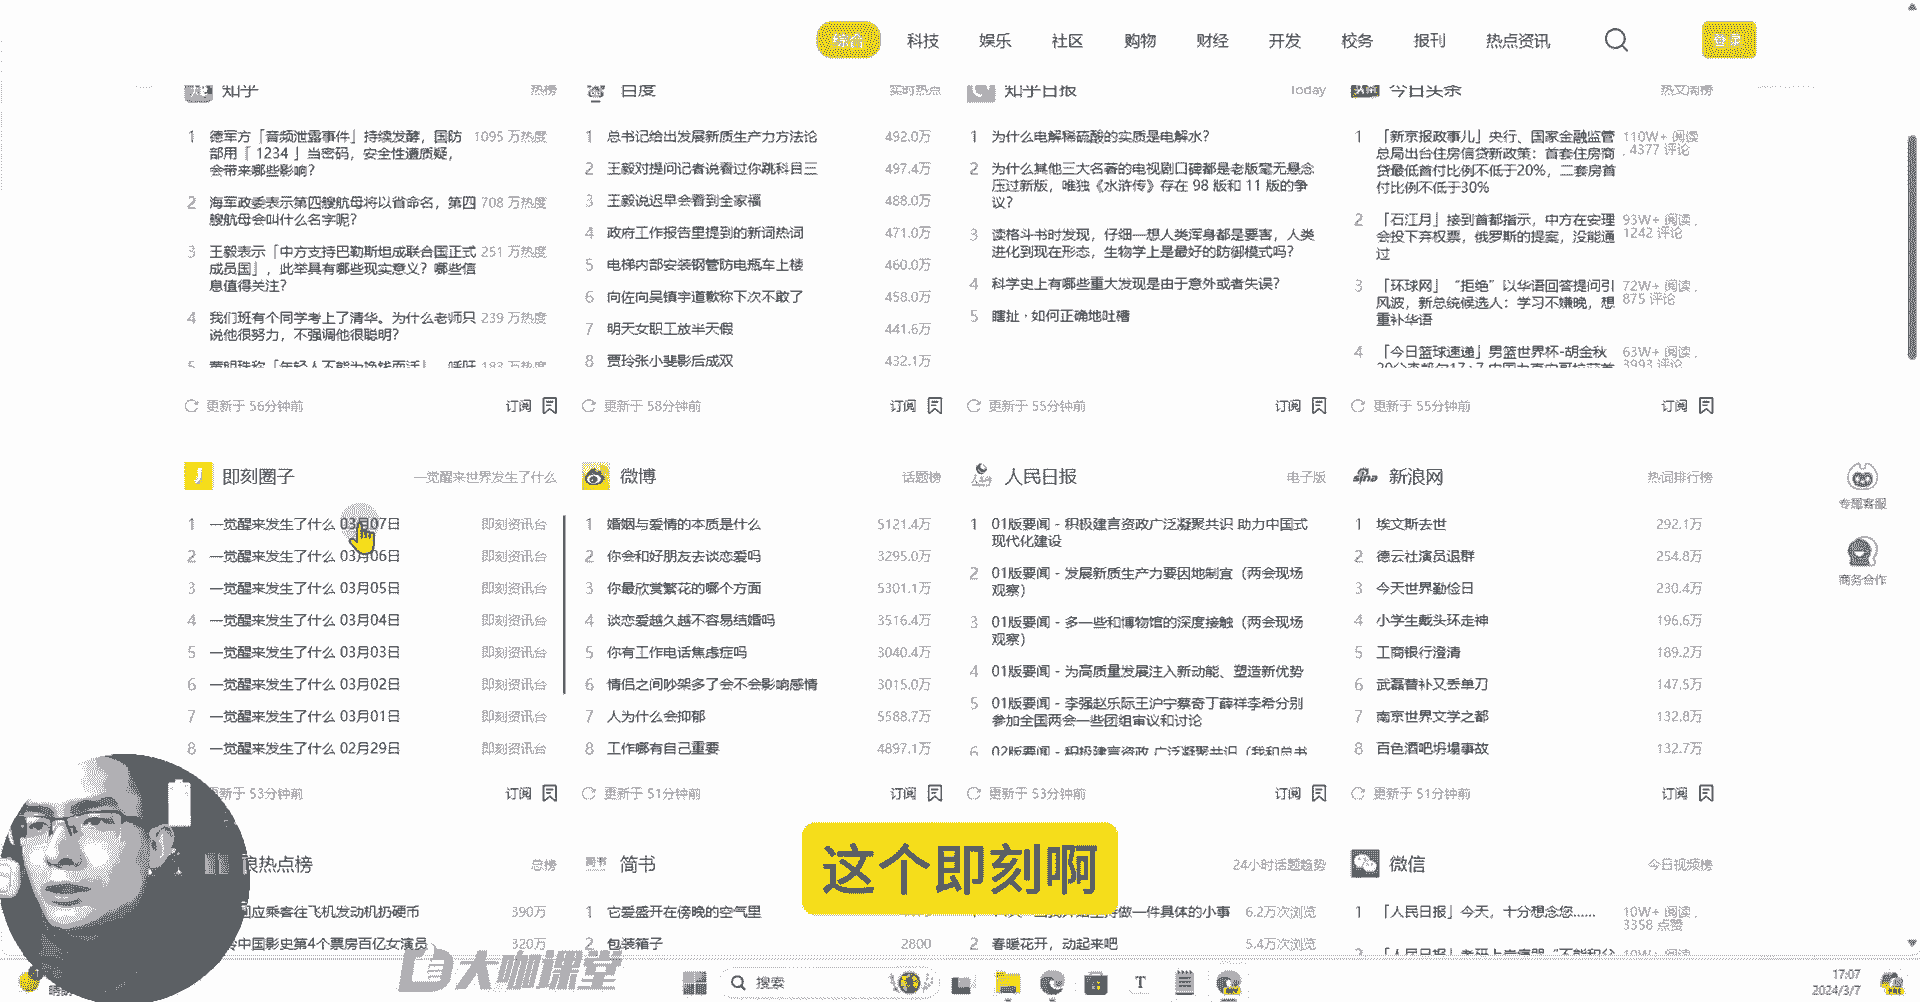 综合 科技 娱乐 社区 购物 财经 开发 校务 报刊 热点资讯 登录
知乎 热榜
1 德军方「音频泄露事件」持续发酵，国防 1095 万热度
部用「 1234 」当密码，安全性遭质疑，
会带来哪些影响？
2 海军政委表示第四艘航母将以省命名，第四 708 万热度
艘航母会叫什么名字呢？
3 王毅表示「中方支持巴勒斯坦成联合国正式 251 万热度
成员国」，此举具有哪些现实意义？哪些信
息值得关注？
4 我们班有个同学考上了清华。为什么老师只 239 万热度
说他很努力，不强调他很聪明？
更新于 56分钟前 订阅
百度 实时热点
1 总书记给出发展新质生产力方法论 492.0万
2 王毅对提问记者说看过你跳科目三 497.4万
3 王毅说迟早会看到全家福 488.0万
4 政府工作报告里提到的新词热词 471.0万
5 电梯内部安装钢管防电瓶车上楼 460.0万
6 向佐向吴镇宇道歉称下次不敢了 458.0万
7 明天女职工放半天假 441.6万
8 贾玲张小斐影后成双 432.1万
更新于 58分钟前 订阅
知乎日报 Today
1 为什么电解稀硫酸的实质是电解水？
2 为什么其他三大名著的电视剧口碑都是老版毫无悬念
压过新版，唯独《水浒传》存在 98 版和 11 版的争
议？
3 读格斗书时发现，仔细一想人类浑身都是要害，人类
进化到现在形态，生物学上是最好的防御模式吗？
4 科学史上有哪些重大发现是由于意外或者失误？
5 瞎扯 · 如何正确地吐槽
更新于 55分钟前 订阅
今日头条 热文周榜
1 「新京报政事儿」央行、国家金融监管 110W+ 阅读
总局出台住房信贷新政策：首套住房商 . 4377 评论
贷最低首付比例不低于20%，二套房首
付比例不低于30%
2 「石江月」接到首都指示，中方在安理 93W+ 阅读 .
会投下弃权票，俄罗斯的提案，没能通 1242 评论
过
3 「环球网」“拒绝”以华语回答提问引 72W+ 阅读 .
风波，新总统候选人：学习不嫌晚，想 875 评论
重补华语
4 「今日篮球速递」男篮世界杯-胡金秋 63W+ 阅读 .
3993 评论
更新于 55分钟前 订阅
即刻圈子 一觉醒来世界发生了什么
1 一觉醒来发生了什么 03月07日 即刻资讯台
2 一觉醒来发生了什么 03月06日 即刻资讯台
3 一觉醒来发生了什么 03月05日 即刻资讯台
4 一觉醒来发生了什么 03月04日 即刻资讯台
5 一觉醒来发生了什么 03月03日 即刻资讯台
6 一觉醒来发生了什么 03月02日 即刻资讯台
7 一觉醒来发生了什么 03月01日 即刻资讯台
8 一觉醒来发生了什么 02月29日 即刻资讯台
更新于 53分钟前 订阅
微博 话题榜
1 婚姻与爱情的本质是什么 5121.4万
2 你会和好朋友去谈恋爱吗 3295.0万
3 你最欣赏繁花的哪个方面 5301.1万
4 谈恋爱越久越不容易结婚吗 3516.4万
5 你有工作电话焦虑症吗 3040.4万
6 情侣之间吵架多了会不会影响感情 3015.0万
7 人为什么会抑郁 5588.7万
8 工作哪有自己重要 4897.1万
更新于 51分钟前 订阅
人民日报 电子版
1 01版要闻 - 积极建言资政广泛凝聚共识 助力中国式
现代化建设
2 01版要闻 - 发展新质生产力要因地制宜（两会现场
观察）
3 01版要闻 - 多一些和博物馆的深度接触（两会现场
观察）
4 01版要闻 - 为高质量发展注入新动能、塑造新优势
5 01版要闻 - 李强赵乐际王沪宁蔡奇丁薛祥李希分别
参加全国两会一些团组审议和讨论
6 02版要闻 - 积极建言资政 广泛凝聚共识（我和总书
更新于 53分钟前 订阅
新浪网 热词排行榜
1 埃文斯去世 292.1万
2 德云社演员退群 254.8万
3 今天世界勤俭日 230.4万
4 小学生戴头环走神 196.6万
5 工商银行澄清 189.2万
6 武磊替补又丢单刀 147.5万
7 南京世界文学之都 132.8万
8 百色酒吧坍塌事故 132.7万
更新于 51分钟前 订阅
专属客服
商务合作
浪热点榜 总榜
回应乘客往飞机发动机扔硬币 390万
中国影史第4个票房百亿女演员 320万
简书
1 它爱盛开在傍晚的空气里
2 包装箱子 2800
24小时话题趋势
做一件具体的小事 6.2万次浏览
2 春暖花开，动起来吧 5.4万次浏览
微信 今日视频榜
1 「人民日报」今天，十分想念您…… 10W+ 阅读 .
3358 点赞
这个即刻啊
大咖课堂
搜索
17:07
2024/3/7